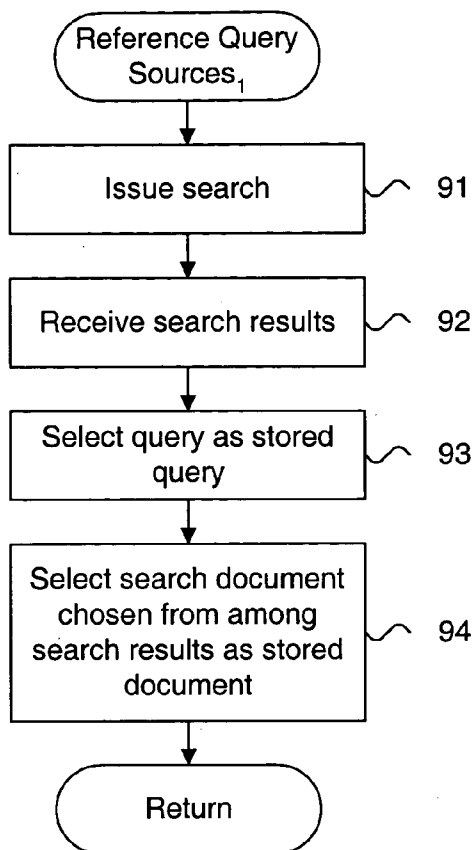 Reference Query
Sources₁
Issue search
91
Receive search results
92
Select query as stored
query
93
Select search document
chosen from among
search results as stored
document
94
Return